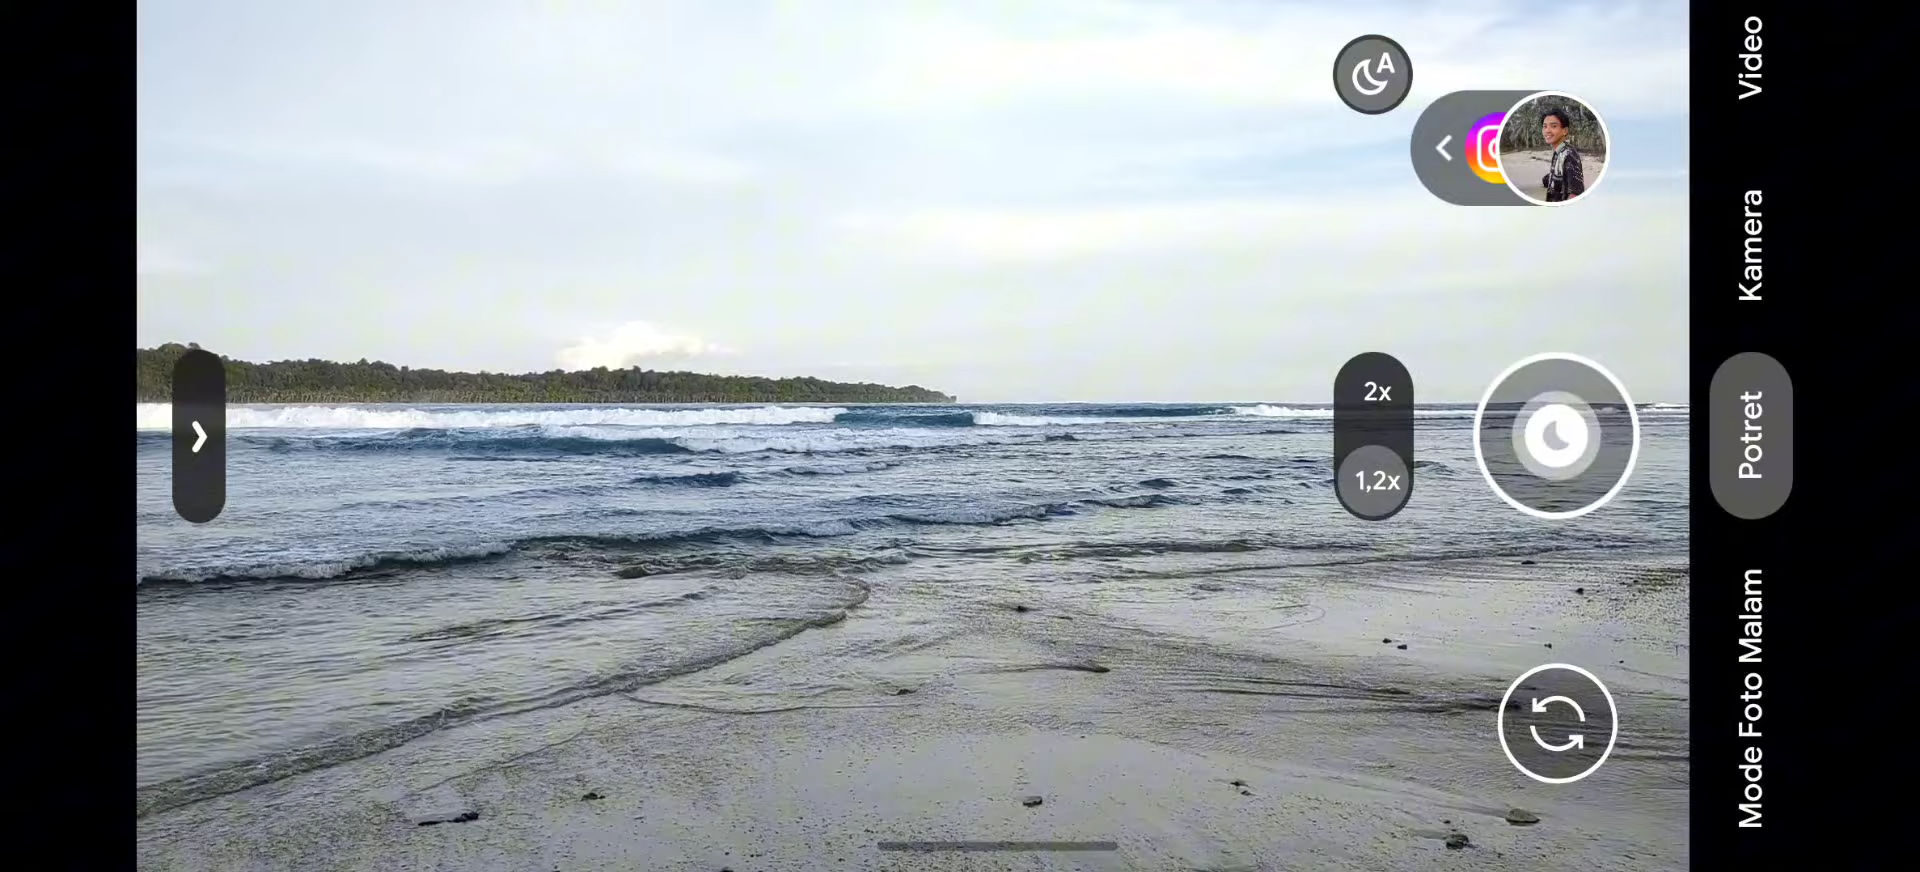 A
2x
1,2x
Video
Kamera
Potret
Mode Foto Malam